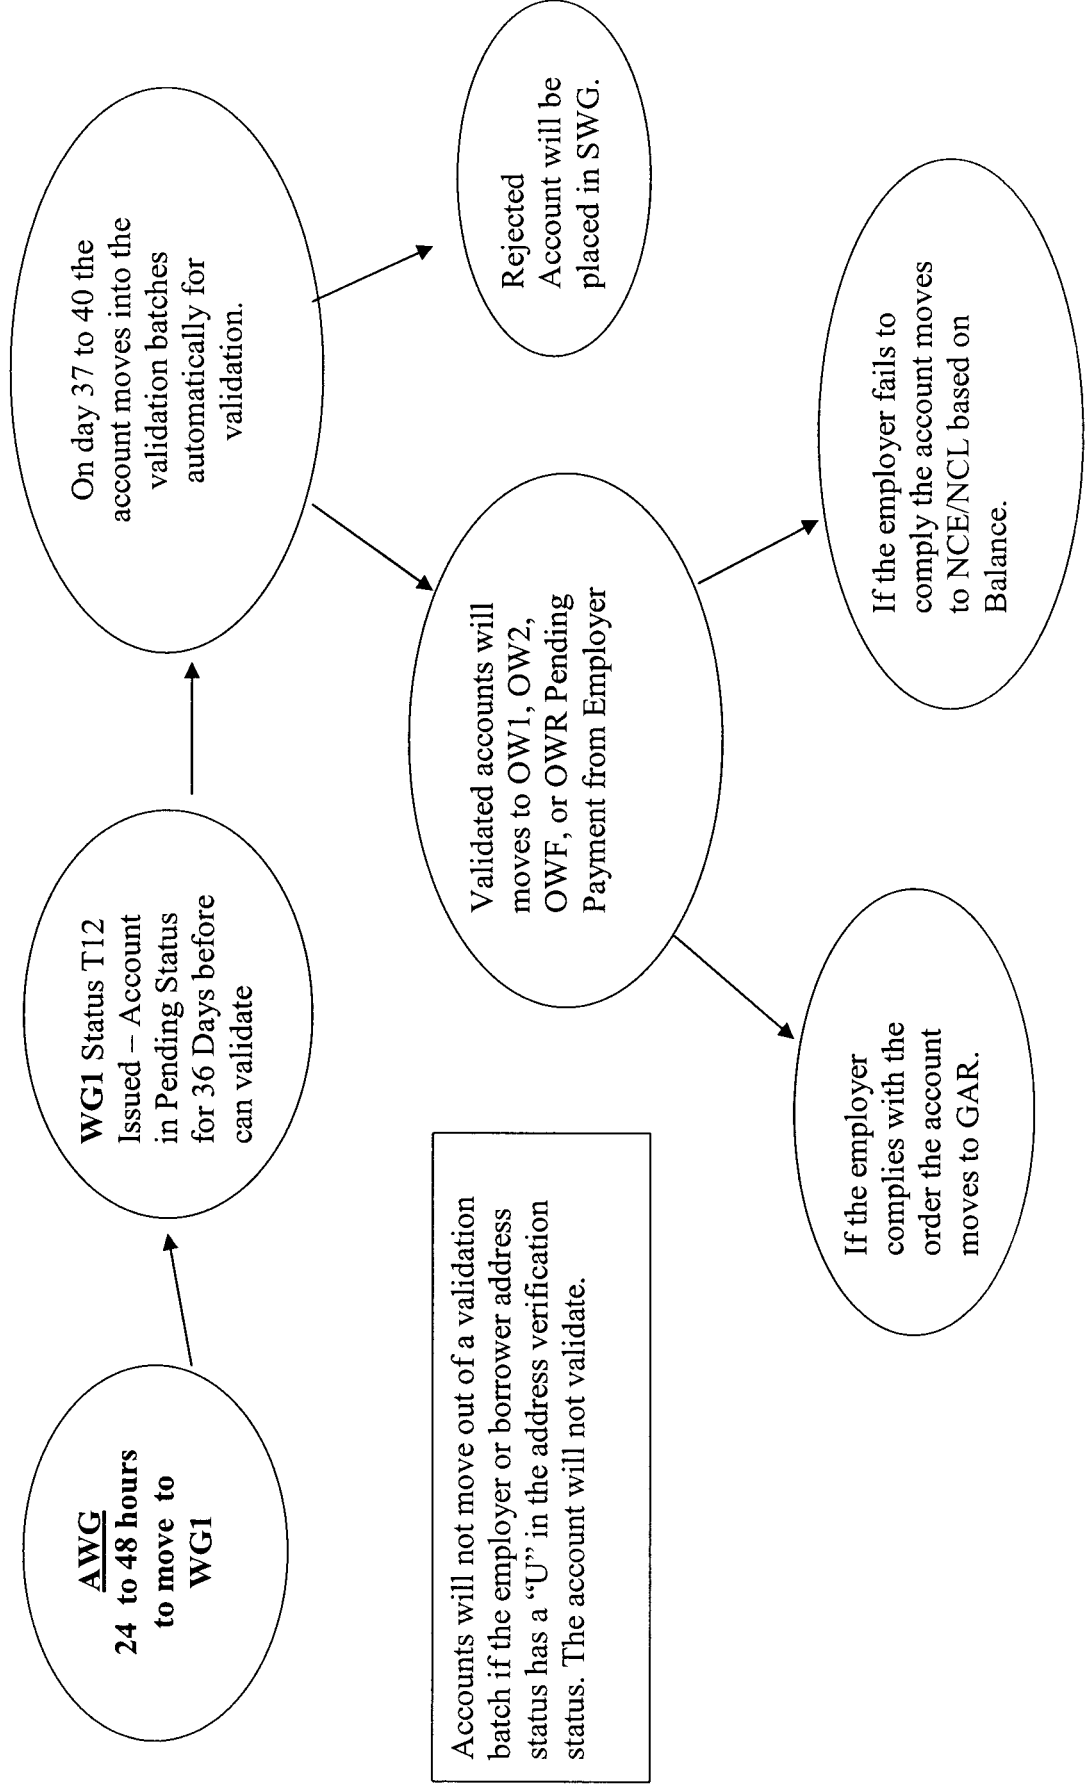 AWG
24 to 48 hours
to move to
WG1
WG1 Status T12
Issued – Account
in Pending Status
for 36 Days before
can validate
On day 37 to 40 the
account moves into the
validation batches
automatically for
validation.
Rejected
Account will be
placed in SWG.
Validated accounts will
moves to OW1, OW2,
OWF, or OWR Pending
Payment from Employer
Accounts will not move out of a validation
batch if the employer or borrower address
status has a “U” in the address verification
status. The account will not validate.
If the employer
complies with the
order the account
moves to GAR.
If the employer fails to
comply the account moves
to NCE/NCL based on
Balance.